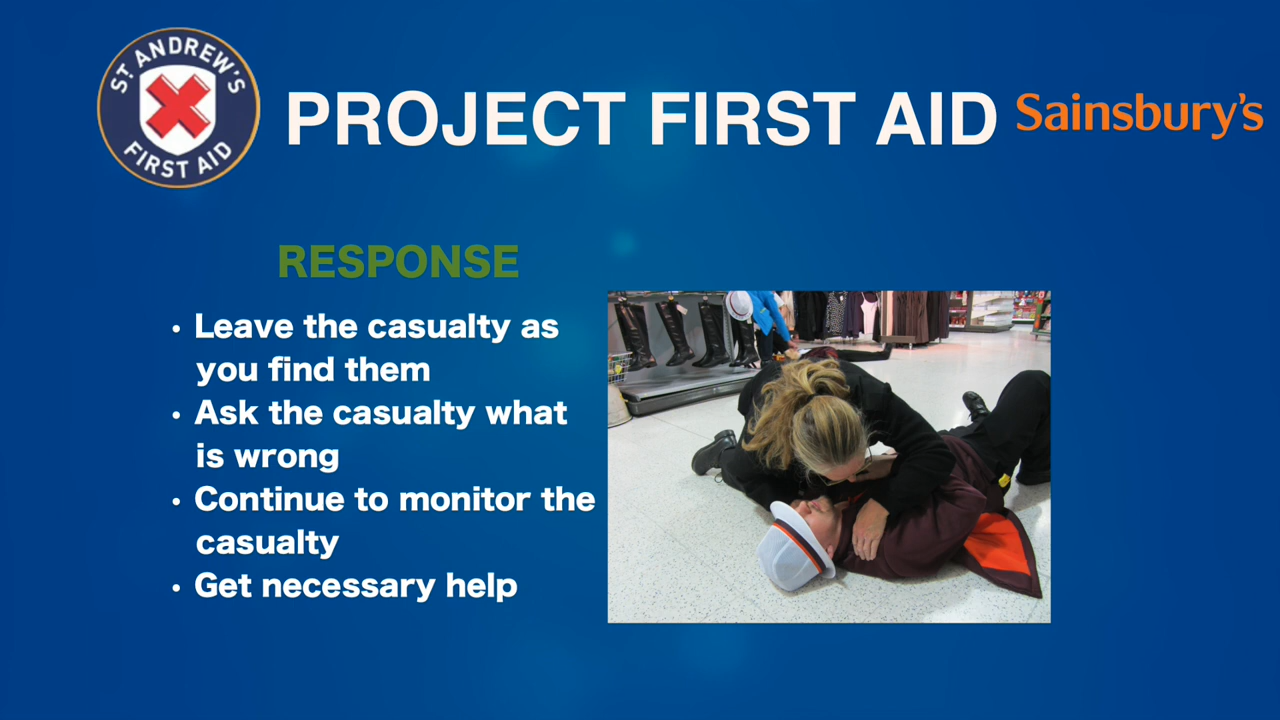 ST. ANDREW'S
FIRST AID
PROJECT FIRST AID
Sainsbury's
RESPONSE
• Leave the casualty as
you find them
• Ask the casualty what
is wrong
• Continue to monitor the
casualty
• Get necessary help